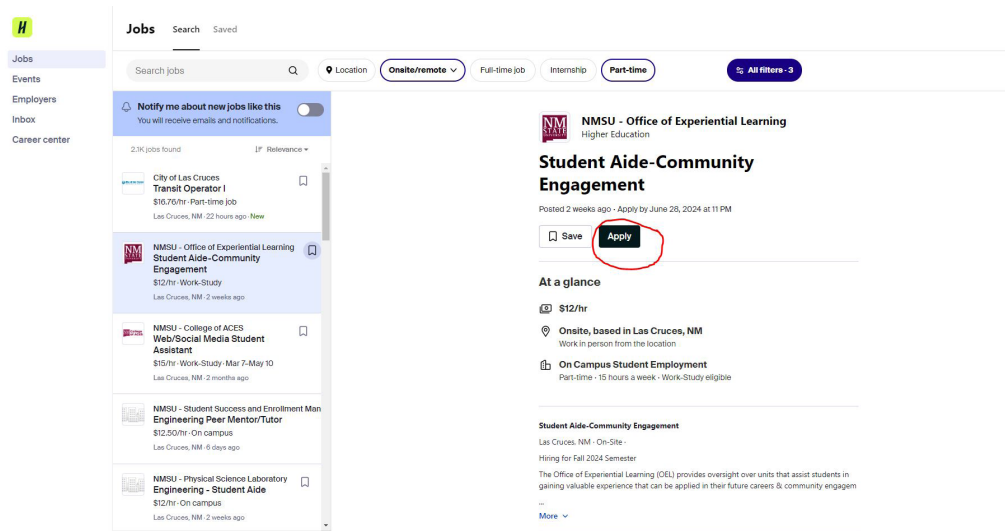 H
Jobs
Events
Employers
Inbox
Career center
Jobs Search Saved
Search jobs
Location
Onsite/remote
Full-time job
Internship
Part-time
All filters · 3
Notify me about new jobs like this
You will receive emails and notifications.
2.1K jobs found
Relevance
City of Las Cruces
Transit Operator I
$16.76/hr · Part-time job
Las Cruces, NM · 22 hours ago · New
NM
STATE
NMSU - Office of Experiential Learning
Student Aide-Community
Engagement
$12/hr · Work-Study
Las Cruces, NM · 2 weeks ago
NMSU - College of ACES
Web/Social Media Student
Assistant
$15/hr · Work-Study · Mar 7–May 10
Las Cruces, NM · 2 months ago
NMSU - Student Success and Enrollment Man
Engineering Peer Mentor/Tutor
$12.50/hr · On campus
Las Cruces, NM · 6 days ago
NMSU - Physical Science Laboratory
Engineering - Student Aide
$12/hr · On campus
Las Cruces, NM · 2 weeks ago
NM
STATE
NMSU - Office of Experiential Learning
Higher Education
Student Aide-Community
Engagement
Posted 2 weeks ago · Apply by June 28, 2024 at 11 PM
Save
Apply
At a glance
$12/hr
Onsite, based in Las Cruces, NM
Work in person from the location
On Campus Student Employment
Part-time · 15 hours a week · Work-Study eligible
Student Aide-Community Engagement
Las Cruces, NM - On-Site -
Hiring for Fall 2024 Semester
The Office of Experiential Learning (OEL) provides oversight over units that assist students in
gaining valuable experience that can be applied in their future careers & community engagem
...
More